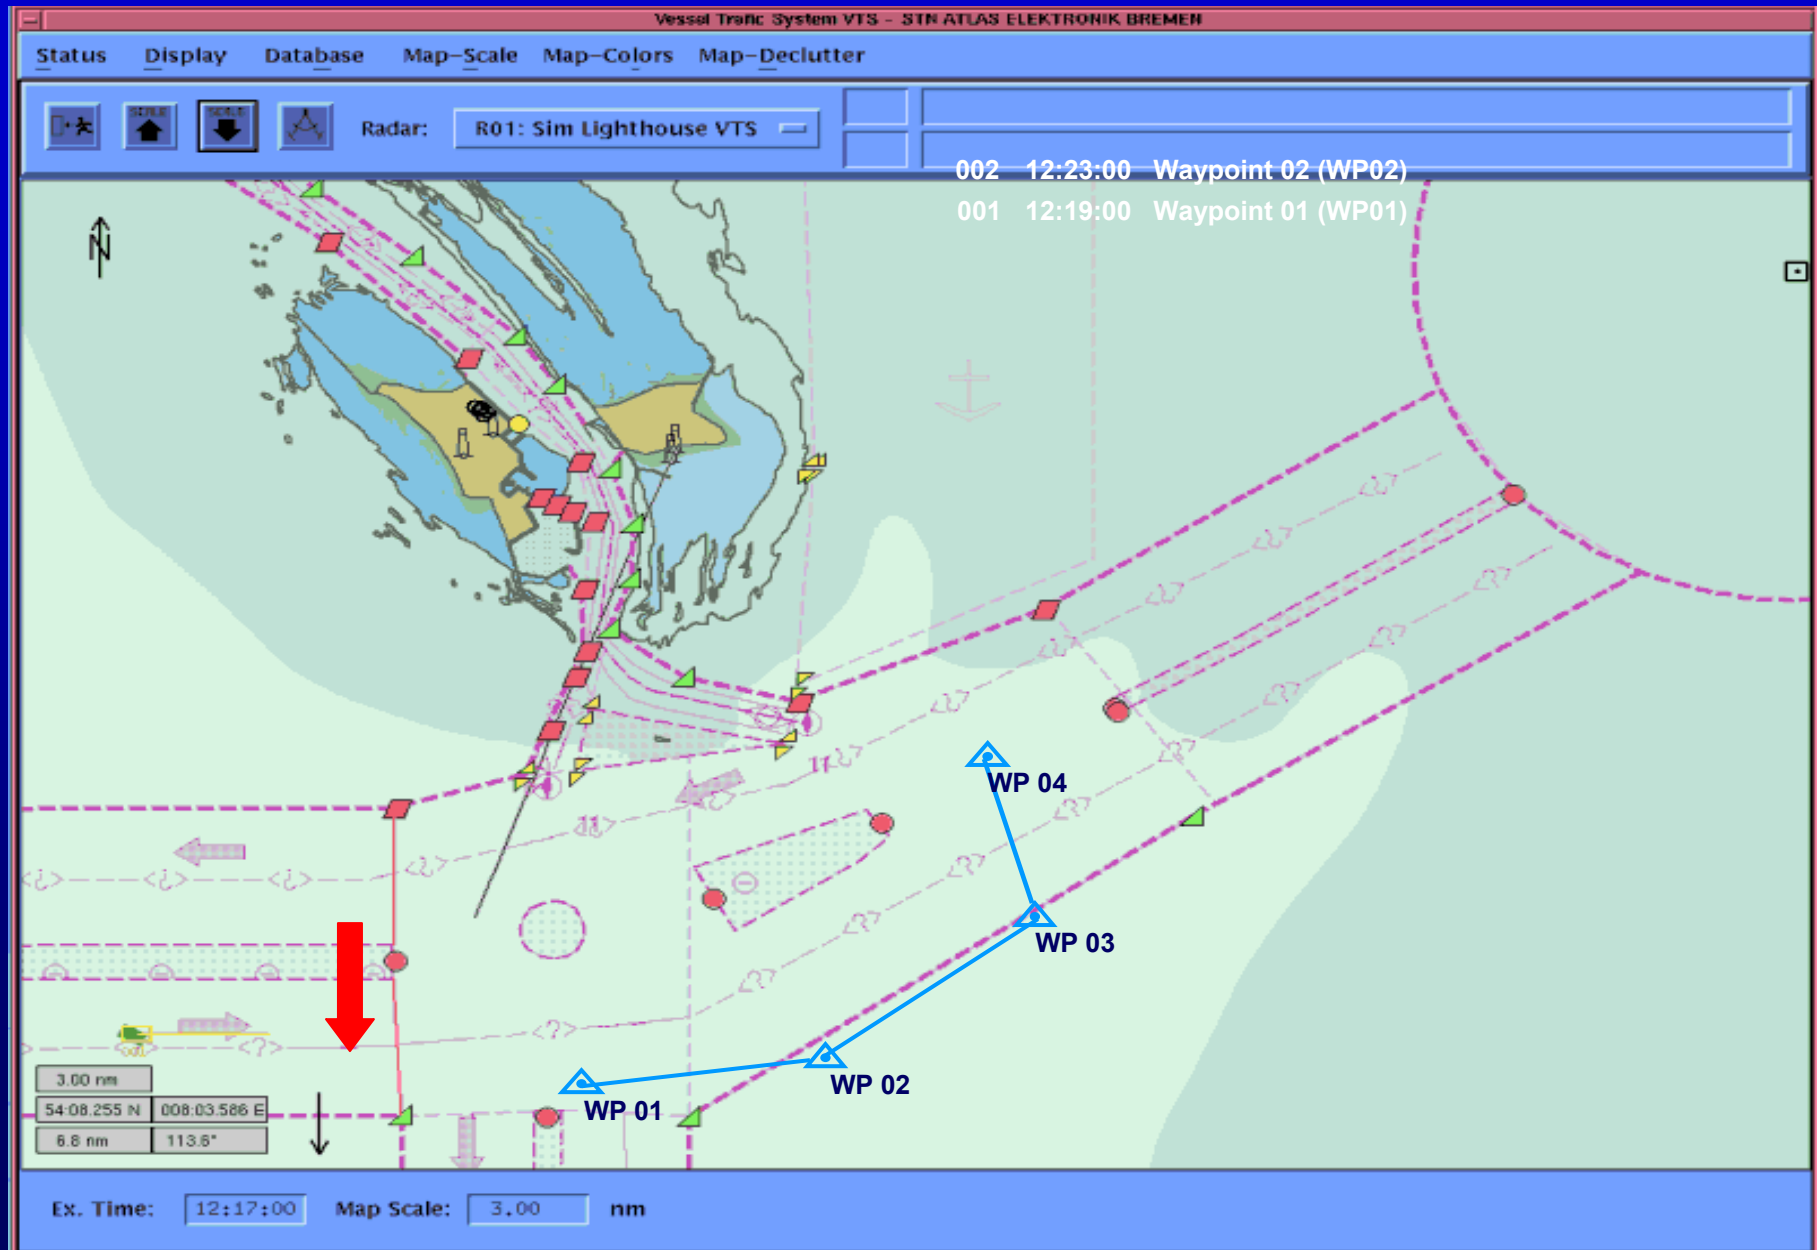 Vessel Trafic System VTS - STN ATLAS ELEKTRONIK BREMEN
Status Display Database Map-Scale Map-Colors Map-Declutter
SCALE SCALE Radar: R01: Sim Lighthouse VTS
002 12:23:00 Waypoint 02 (WP02)
001 12:19:00 Waypoint 01 (WP01)
N
WP 04
WP 03
WP 02
WP 01
3.00 nm
54:08.255 N 008:03.586 E
6.8 nm 113.6°
Ex. Time: 12:17:00 Map Scale: 3.00 nm